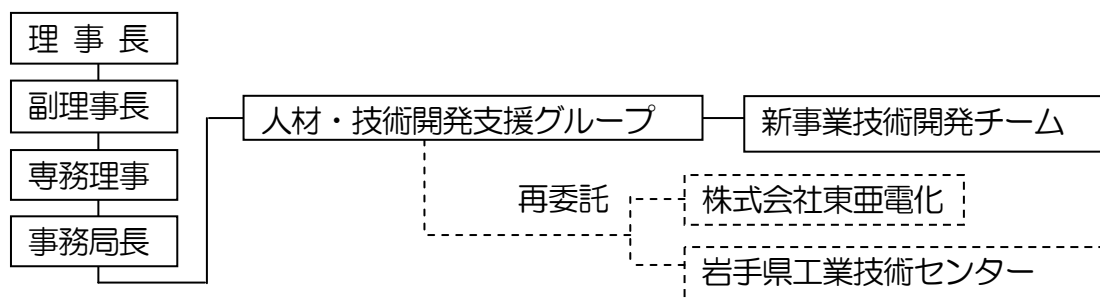 理 事 長
副理事長
専務理事
事務局長
人材・技術開発支援グループ
新事業技術開発チーム
再委託
株式会社東亜電化
岩手県工業技術センター